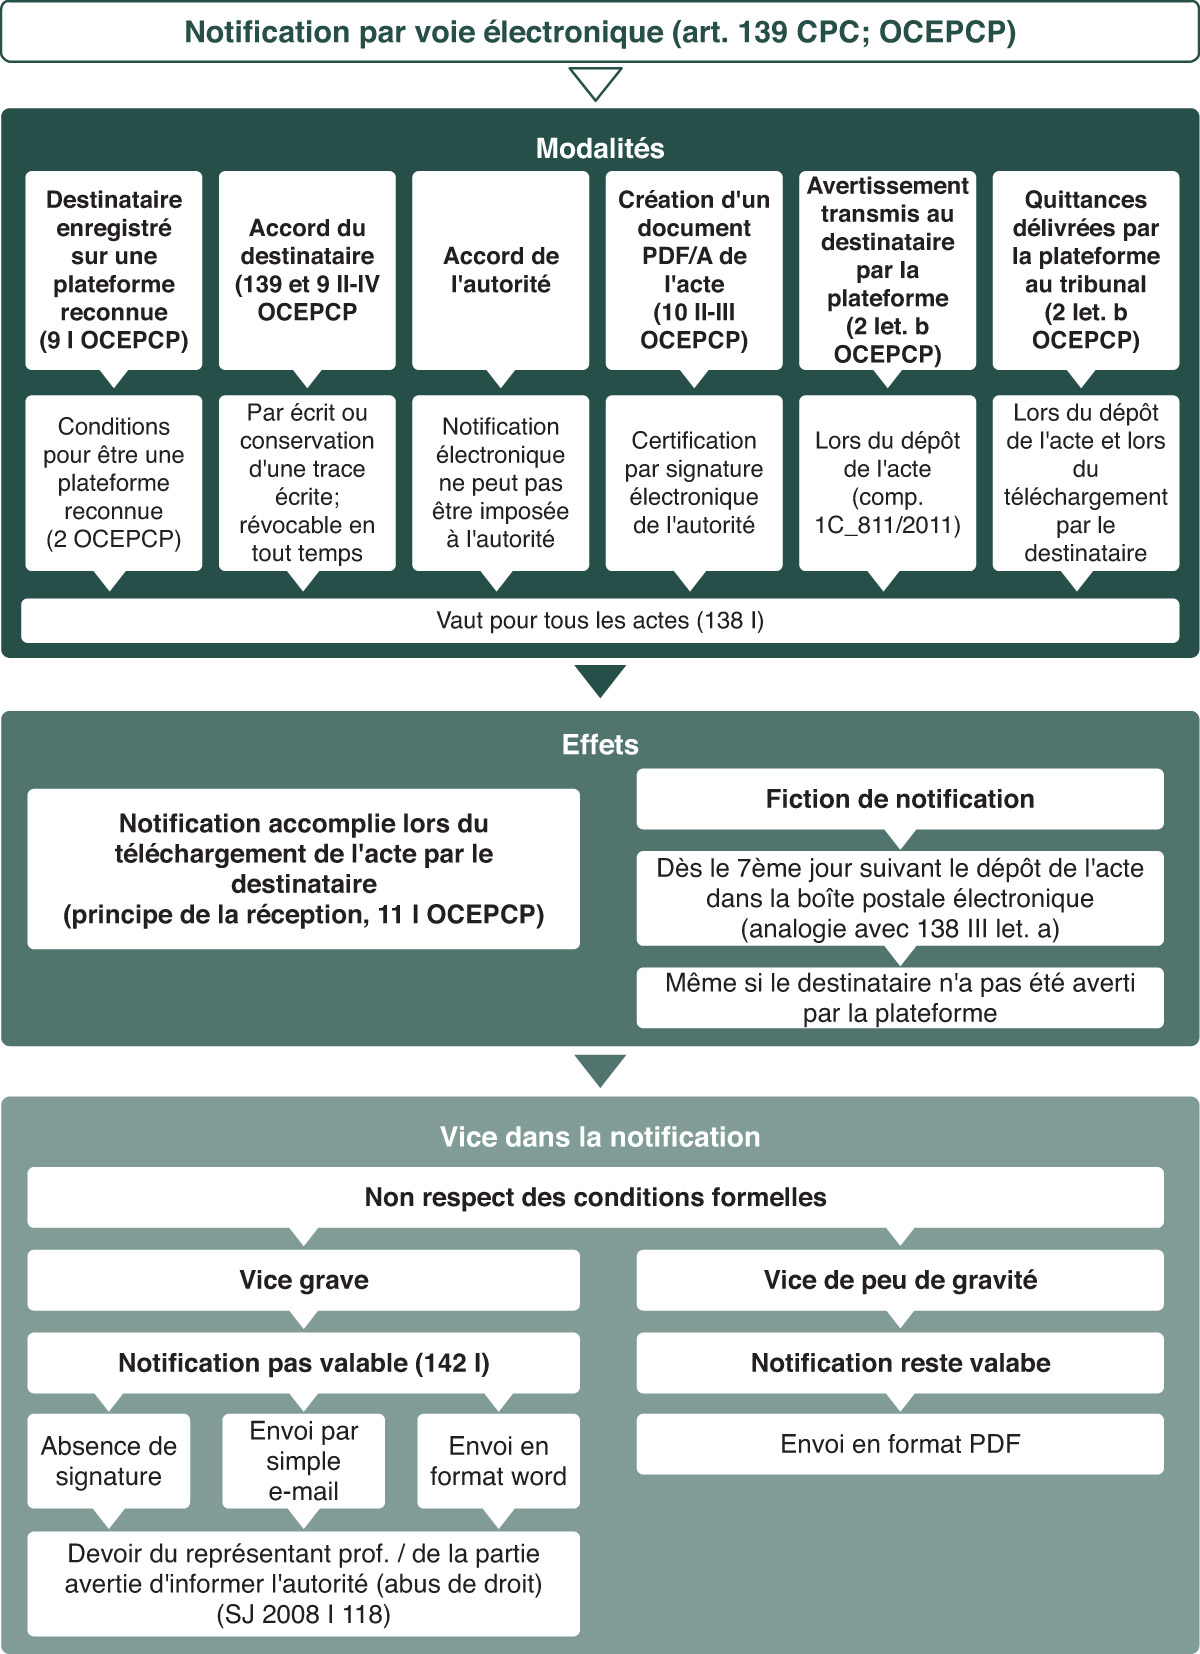 Notification par voie électronique (art. 139 CPC; OCEPCP)
Modalités
Destinataire
enregistré
sur une
plateforme
reconnue
(9 I OCEPCP)
Accord du
destinataire
(139 et 9 II-IV
OCEPCP
Accord de
l'autorité
Création d'un
document
PDF/A de
l'acte
(10 II-III
OCEPCP)
Avertissement
transmis au
destinataire
par la
plateforme
(2 let. b
OCEPCP)
Quittances
délivrées par
la plateforme
au tribunal
(2 let. b
OCEPCP)
Conditions
pour être une
plateforme
reconnue
(2 OCEPCP)
Par écrit ou
conservation
d'une trace
écrite;
révocable en
tout temps
Notification
électronique
ne peut pas
être imposée
à l'autorité
Certification
par signature
électronique
de l'autorité
Lors du dépôt
de l'acte
(comp.
1C_811/2011)
Lors du dépôt
de l'acte et lors
du
téléchargement
par le
destinataire
Vaut pour tous les actes (138 I)
Effets
Notification accomplie lors du
téléchargement de l'acte par le
destinataire
(principe de la réception, 11 I OCEPCP)
Fiction de notification
Dès le 7ème jour suivant le dépôt de l'acte
dans la boîte postale électronique
(analogie avec 138 III let. a)
Même si le destinataire n'a pas été averti
par la plateforme
Vice dans la notification
Non respect des conditions formelles
Vice grave
Vice de peu de gravité
Notification pas valable (142 I)
Notification reste valabe
Absence de
signature
Envoi par
simple
e-mail
Envoi en
format word
Envoi en format PDF
Devoir du représentant prof. / de la partie
avertie d'informer l'autorité (abus de droit)
(SJ 2008 I 118)